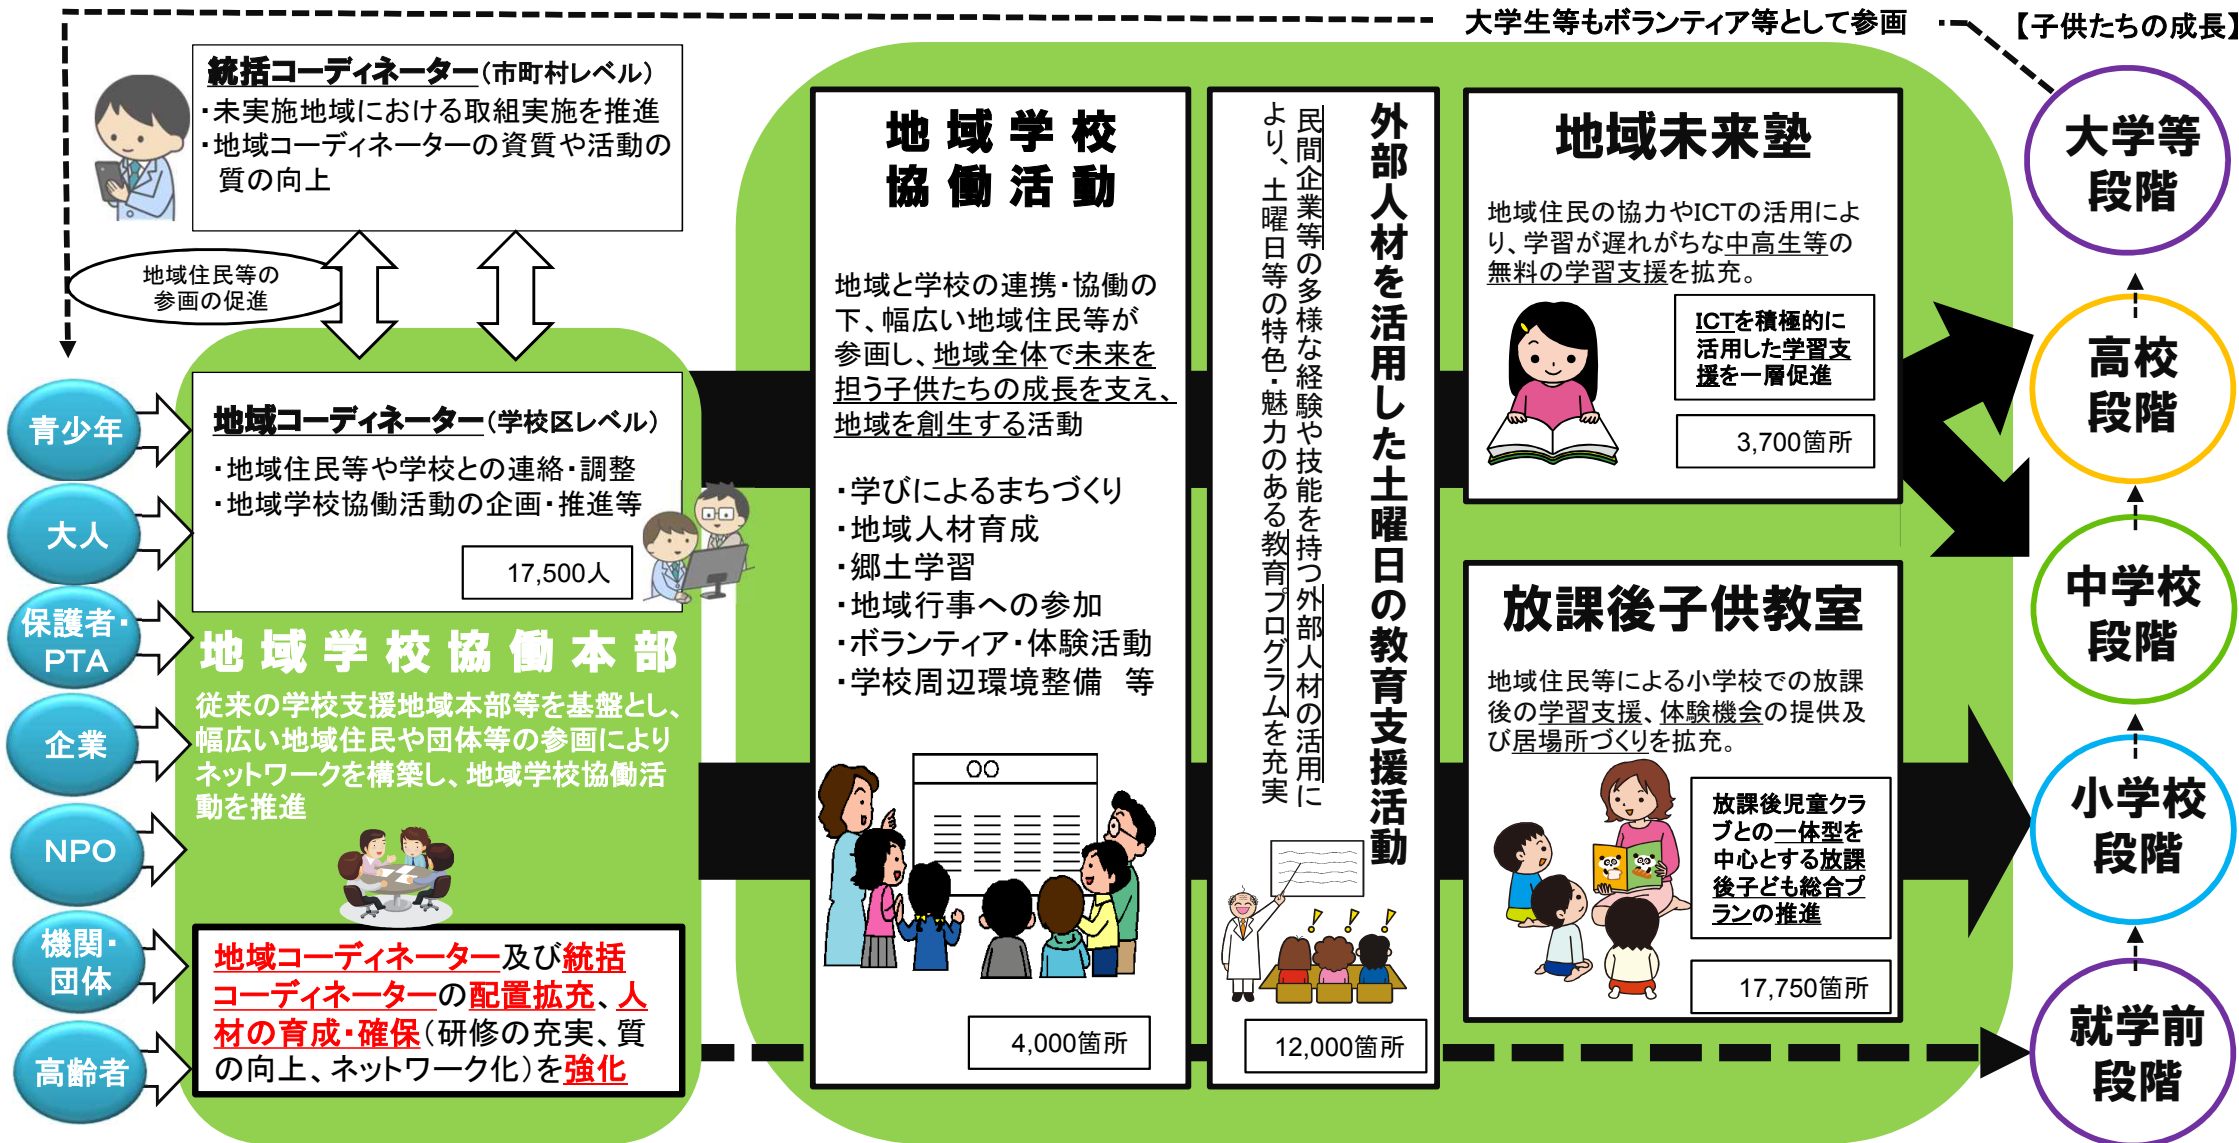 大学生等もボランティア等として参画
【子供たちの成長】
統括コーディネーター(市町村レベル)
・未実施地域における取組実施を推進
・地域コーディネーターの資質や活動の
質の向上
地域住民等の
参画の促進
青少年
大人
保護者・
PTA
企業
NPO
機関・
団体
高齢者
地域コーディネーター(学校区レベル)
・地域住民等や学校との連絡・調整
・地域学校協働活動の企画・推進等
17,500人
地域学校協働本部
従来の学校支援地域本部等を基盤とし、
幅広い地域住民や団体等の参画により
ネットワークを構築し、地域学校協働活
動を推進
地域コーディネーター及び統括
コーディネーターの配置拡充、人
材の育成・確保(研修の充実、質
の向上、ネットワーク化)を強化
地域学校
協働活動
地域と学校の連携・協働の
下、幅広い地域住民等が
参画し、地域全体で未来を
担う子供たちの成長を支え、
地域を創生する活動
・学びによるまちづくり
・地域人材育成
・郷土学習
・地域行事への参加
・ボランティア・体験活動
・学校周辺環境整備 等
○○
4,000箇所
外部人材を活用した土曜日の教育支援活動
民間企業等の多様な経験や技能を持つ外部人材の活用に
より、土曜日等の特色・魅力のある教育プログラムを充実
12,000箇所
地域未来塾
地域住民の協力やICTの活用によ
り、学習が遅れがちな中高生等の
無料の学習支援を拡充。
ICTを積極的に
活用した学習支
援を一層促進
3,700箇所
放課後子供教室
地域住民等による小学校での放課
後の学習支援、体験機会の提供及
び居場所づくりを拡充。
放課後児童クラ
ブとの一体型を
中心とする放課
後子ども総合プ
ランの推進
17,750箇所
大学等
段階
高校
段階
中学校
段階
小学校
段階
就学前
段階